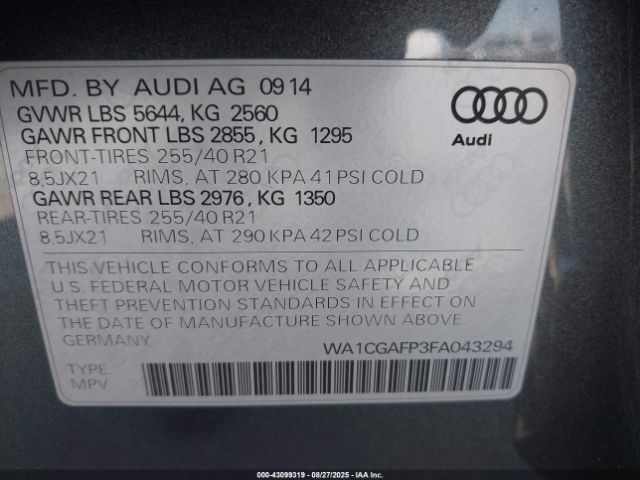 MFD. BY AUDI AG 09 14
GVWR LBS 5644, KG 2560
GAWR FRONT LBS 2855, KG 1295
FRONT-TIRES 255/40 R21
8,5JX21 RIMS, AT 280 KPA 41 PSI COLD
GAWR REAR LBS 2976, KG 1350
REAR-TIRES 255/40 R21
8,5JX21 RIMS, AT 290 KPA 42 PSI COLD
Audi
THIS VEHICLE CONFORMS TO ALL APPLICABLE
U.S. FEDERAL MOTOR VEHICLE SAFETY AND
THEFT PREVENTION STANDARDS IN EFFECT ON
THE DATE OF MANUFACTURE SHOWN ABOVE.
GERMANY
WA1CGAFP3FA043294
TYPE
MPV
000-43099319 - 08/27/2025 - IAAI.COM